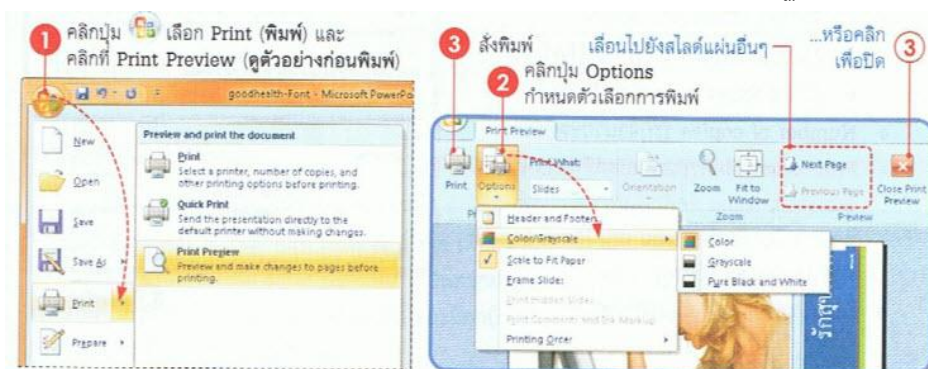 1 คลิกปุ่ม เลือก Print (พิมพ์) และ
คลิกที่ Print Preview (ดูตัวอย่างก่อนพิมพ์)
goodhealth-Font - Microsoft PowerPo
New
Open
Save
Save As
Print
Prepare
Preview and print the document
Print
Select a printer, number of copies, and
other printing options before printing.
Quick Print
Send the presentation directly to the
default printer without making changes.
Print Preview
Preview and make changes to pages before
printing.
3 สั่งพิมพ์
เลื่อนไปยังสไลด์แผ่นอื่นๆ
...หรือคลิก
เพื่อปิด
3
2 คลิกปุ่ม Options
กำหนดตัวเลือกการพิมพ์
Print Preview
Print
Options
Print What:
Slides
Orientation
Zoom
Fit to
Window
Next Page
Previous Page
Close Print
Preview
Zoom
Preview
Header and Footer
Color/Grayscale
Scale to Fit Paper
Frame Slides
Print Hidden Slides
Print Comments and Ink Markup
Printing Order
Color
Grayscale
Pure Black and White